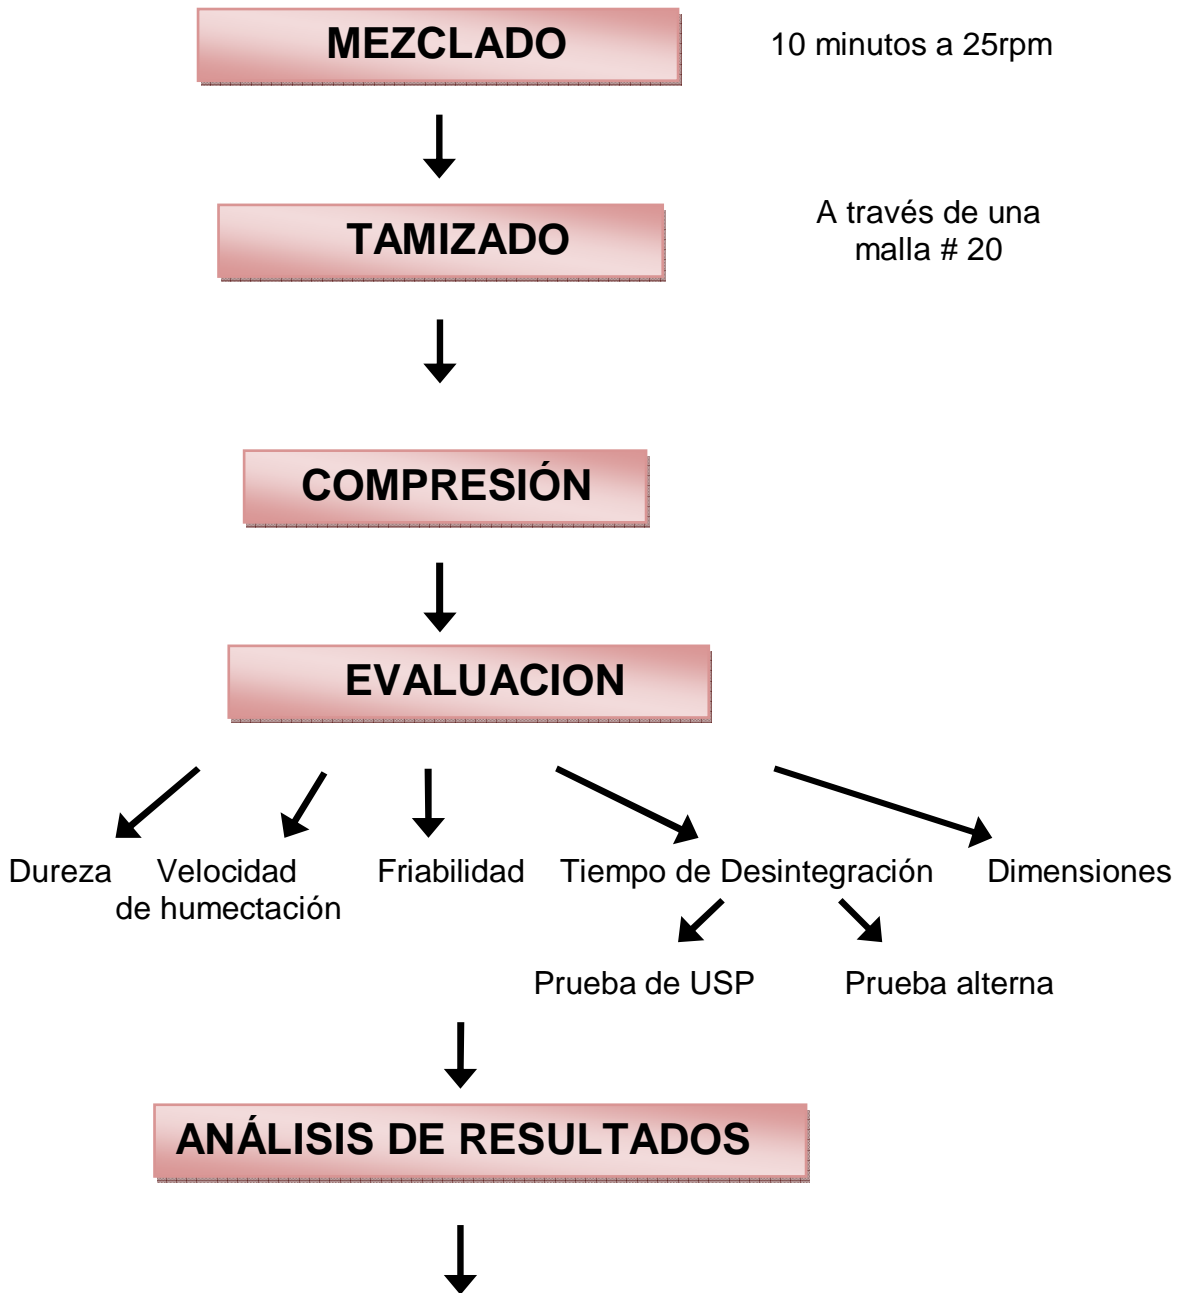 MEZCLADO
10 minutos a 25rpm
TAMIZADO
A través de una
malla # 20
COMPRESIÓN
EVALUACION
Dureza
Velocidad
de humectación
Friabilidad
Tiempo de Desintegración
Dimensiones
Prueba de USP
Prueba alterna
ANÁLISIS DE RESULTADOS